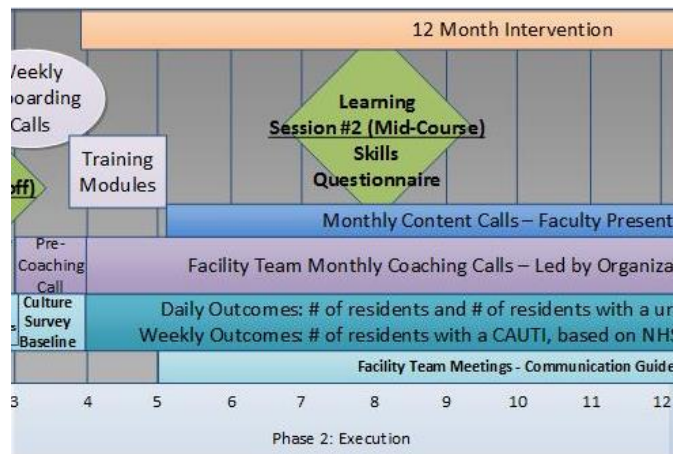 12 Month Intervention
Weekly
boarding
Calls
Learning
Session #2 (Mid-Course)
Skills
Questionnaire
Training
Modules
off)
Monthly Content Calls – Faculty Present
Pre-
Coaching
Call
Facility Team Monthly Coaching Calls – Led by Organiza
Culture
Survey
Baseline
Daily Outcomes: # of residents and # of residents with a ur
Weekly Outcomes: # of residents with a CAUTI, based on NHS
Facility Team Meetings - Communication Guide
3 4 5 6 7 8 9 10 11 12
Phase 2: Execution